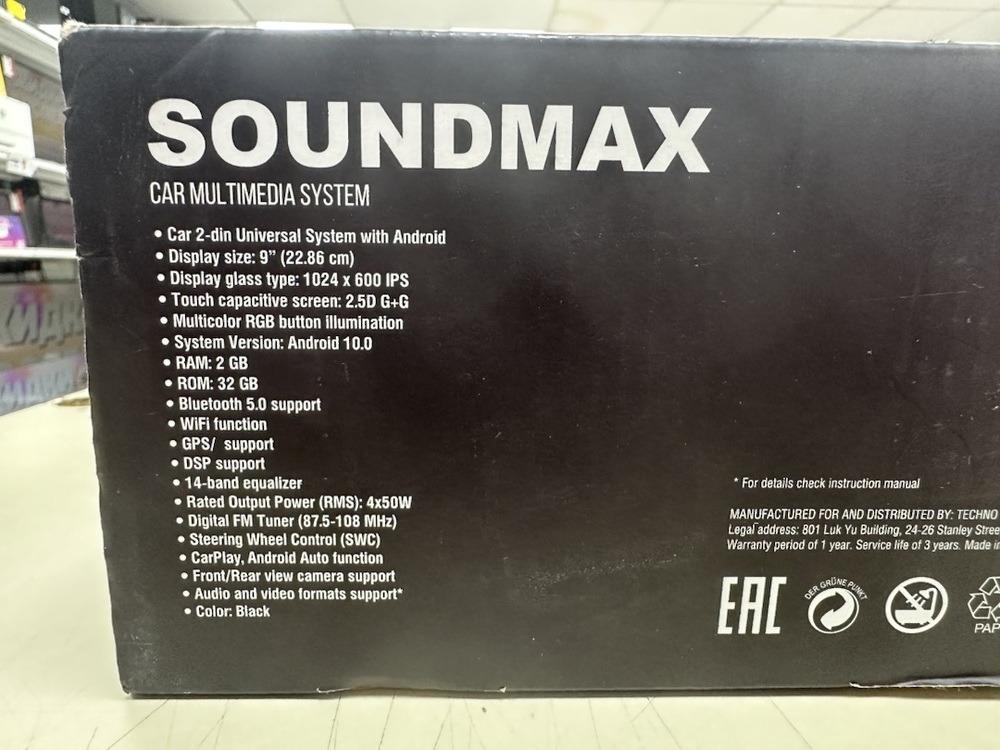 SOUNDMAX
CAR MULTIMEDIA SYSTEM
• Car 2-din Universal System with Android
• Display size: 9” (22.86 cm)
• Display glass type: 1024 x 600 IPS
• Touch capacitive screen: 2.5D G+G
• Multicolor RGB button illumination
• System Version: Android 10.0
• RAM: 2 GB
• ROM: 32 GB
• Bluetooth 5.0 support
• WiFi function
• GPS/ support
• DSP support
• 14-band equalizer
• Rated Output Power (RMS): 4x50W
• Digital FM Tuner (87.5-108 MHz)
• Steering Wheel Control (SWC)
• CarPlay, Android Auto function
• Front/Rear view camera support
• Audio and video formats support*
• Color: Black
* For details check instruction manual
MANUFACTURED FOR AND DISTRIBUTED BY: TECHNO
Legal address: 801 Luk Yu Building, 24-26 Stanley Stree
Warranty period of 1 year. Service life of 3 years. Made in
EAC
DER GRÜNE PUNKT
PAP